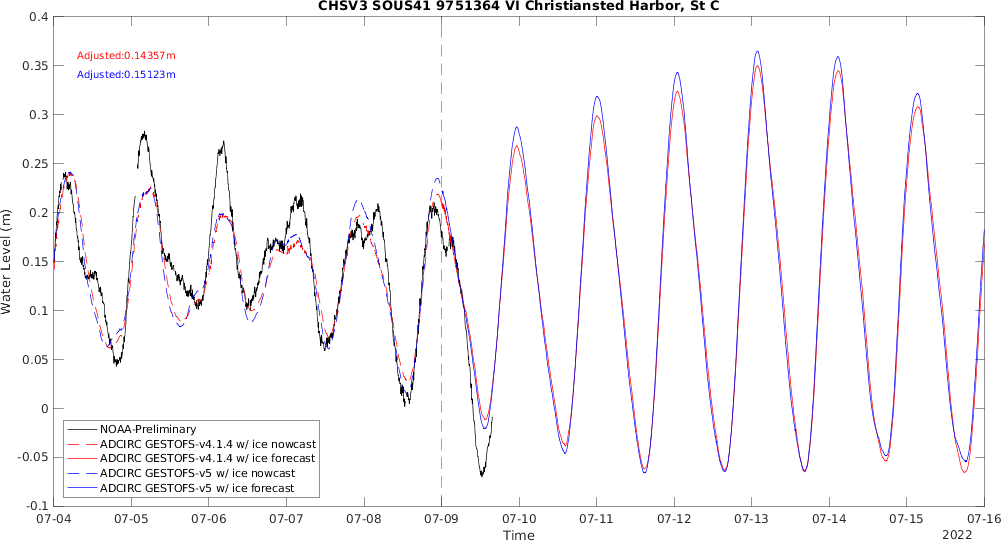 CHSV3 SOUS41 9751364 VI Christiansted Harbor, St C
Adjusted:0.14357m
Adjusted:0.15123m
Water Level (m)
0.4
0.35
0.3
0.25
0.2
0.15
0.1
0.05
0
-0.05
-0.1
NOAA-Preliminary
ADCIRC GESTOFS-v4.1.4 w/ ice nowcast
ADCIRC GESTOFS-v4.1.4 w/ ice forecast
ADCIRC GESTOFS-v5 w/ ice nowcast
ADCIRC GESTOFS-v5 w/ ice forecast
07-04 07-05 07-06 07-07 07-08 07-09 07-10 07-11 07-12 07-13 07-14 07-15 07-16
Time
2022